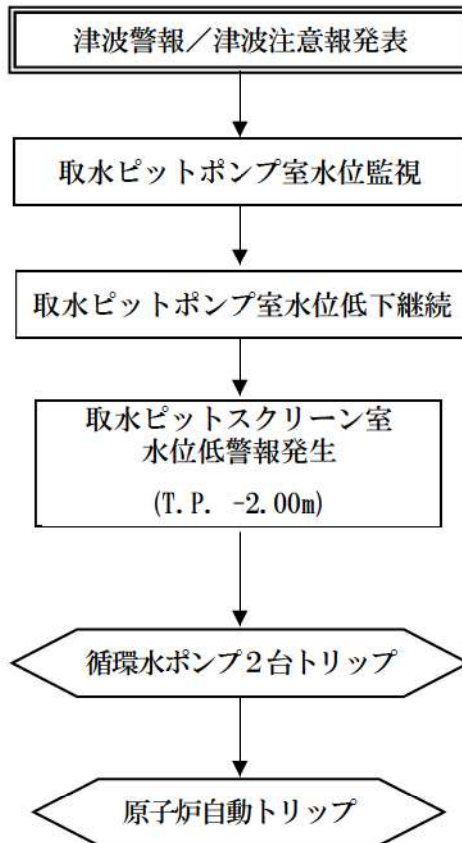 津波警報／津波注意報発表
取水ピットポンプ室水位監視
取水ピットポンプ室水位低下継続
取水ピットスクリーン室
水位低警報発生
(T.P. -2.00m)
循環水ポンプ２台トリップ
原子炉自動トリップ